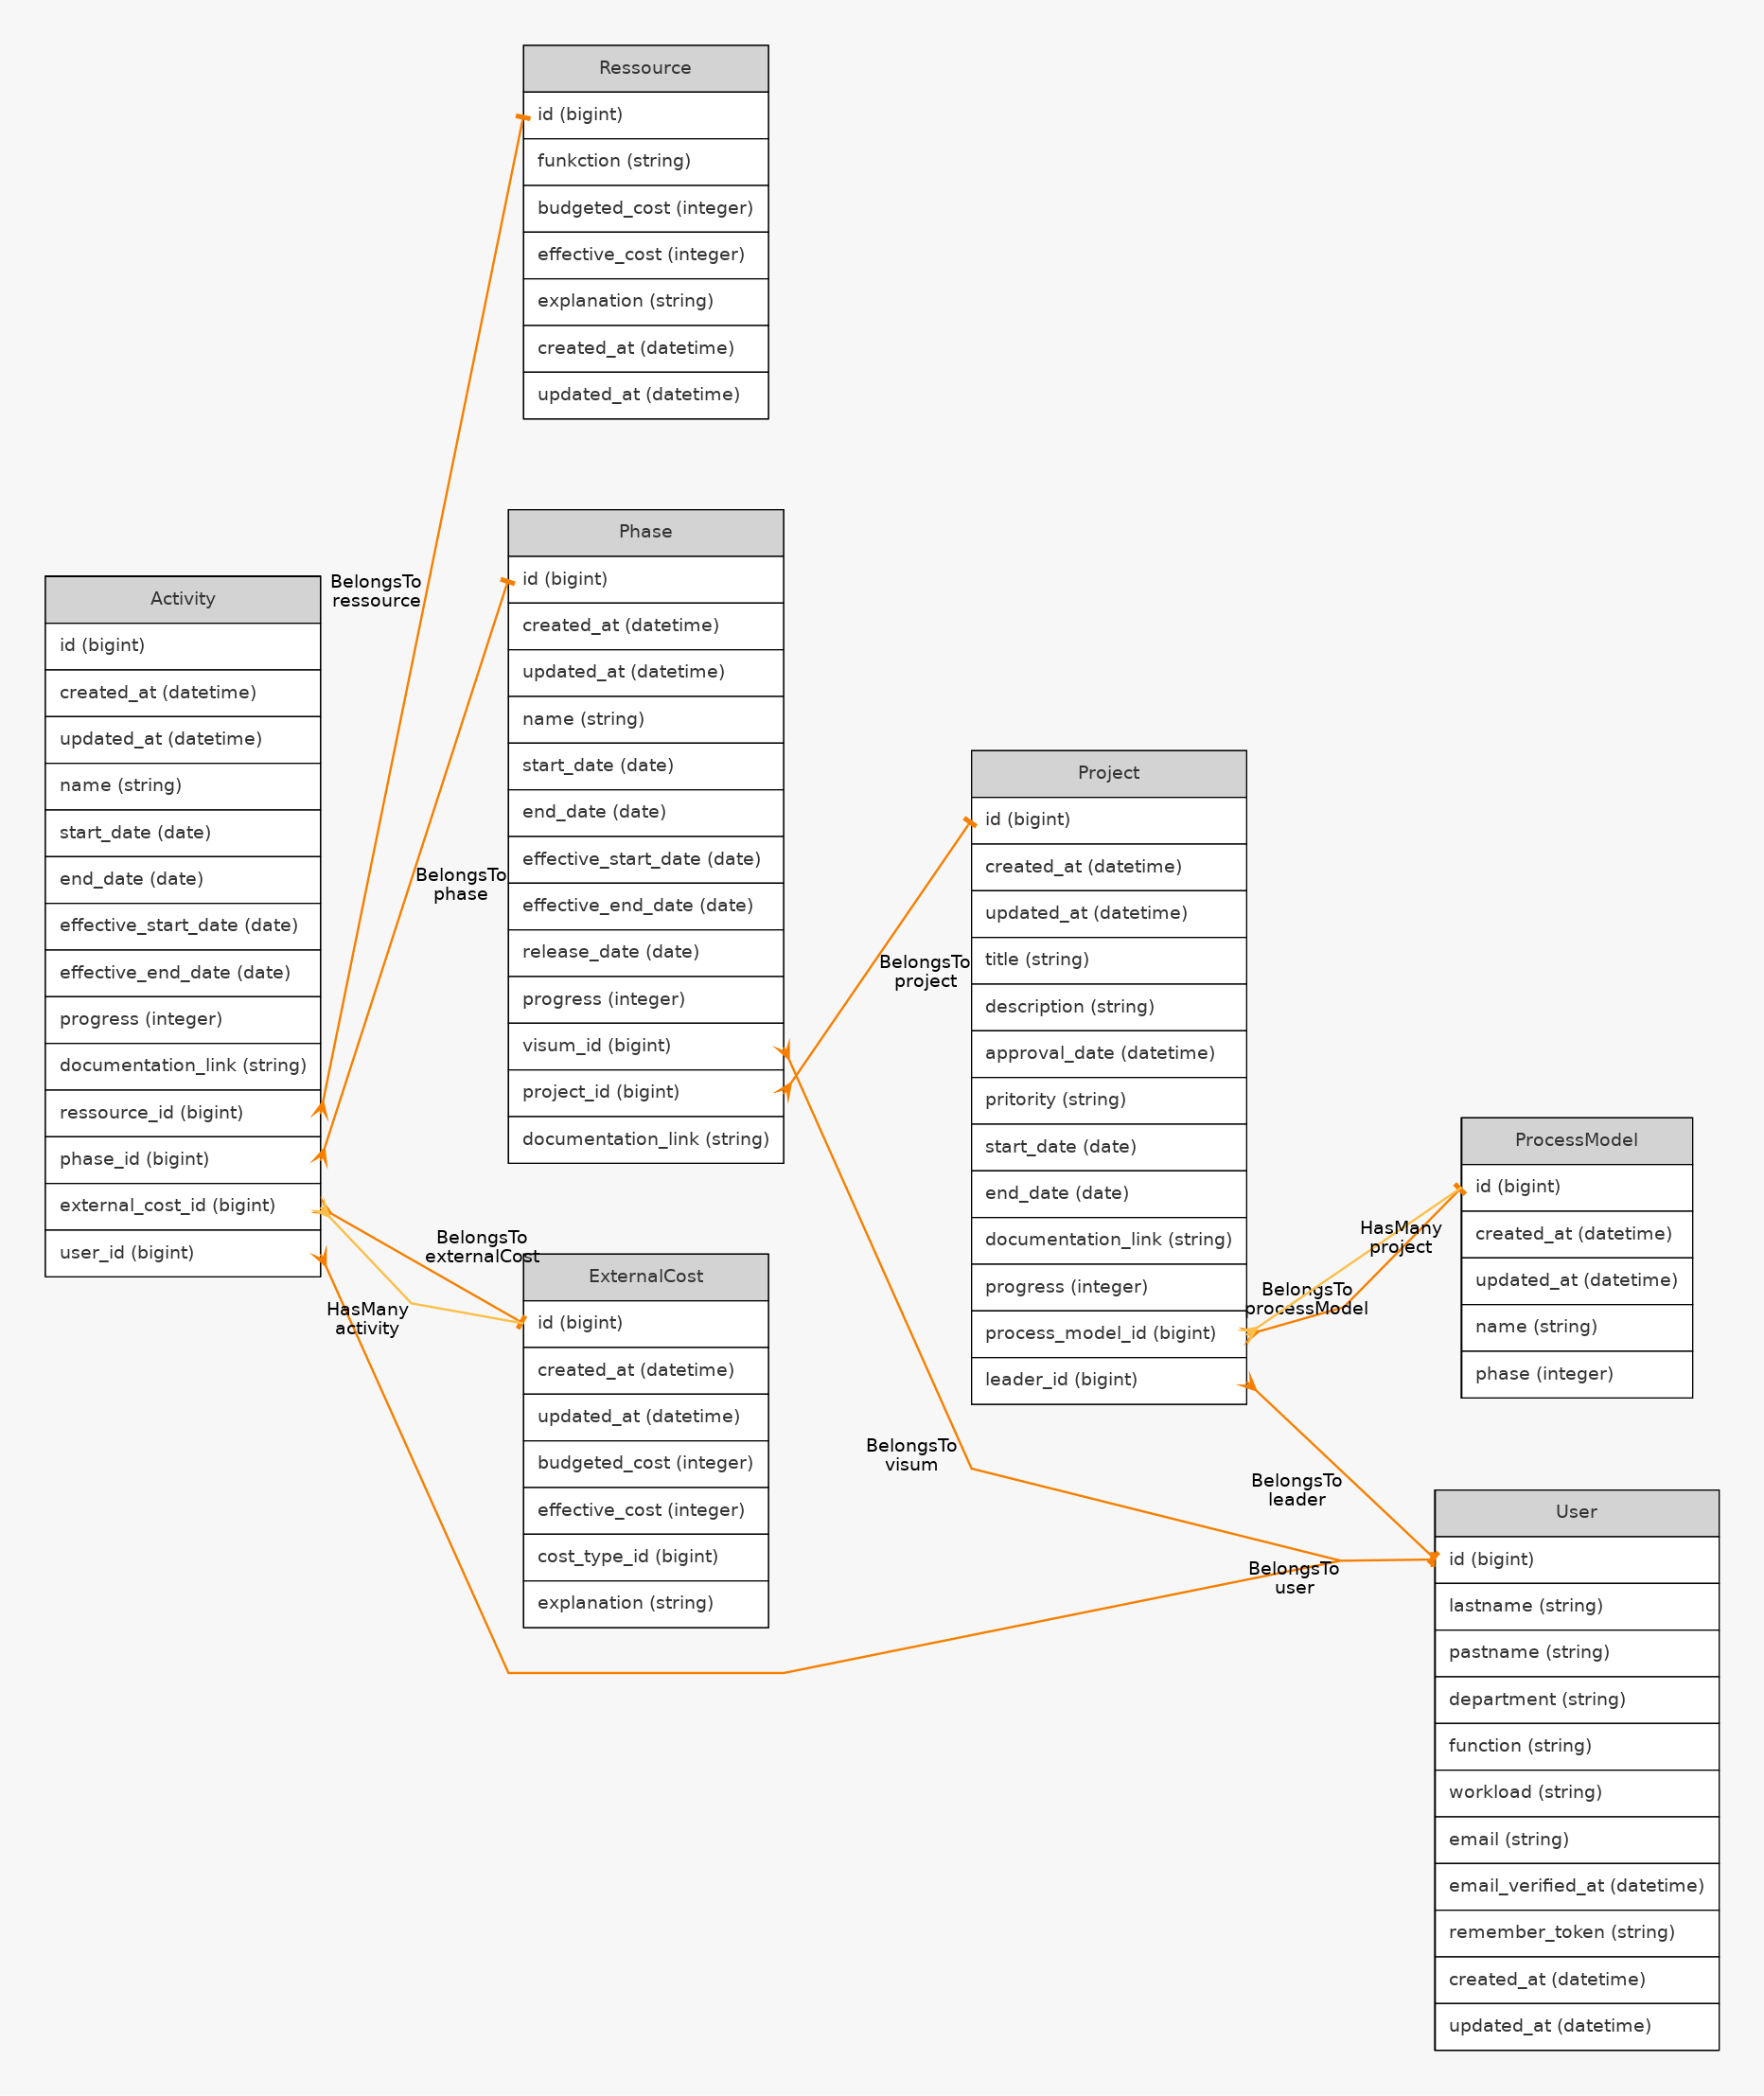 Ressource
id (bigint)
funkction (string)
budgeted_cost (integer)
effective_cost (integer)
explanation (string)
created_at (datetime)
updated_at (datetime)
Activity
id (bigint)
created_at (datetime)
updated_at (datetime)
name (string)
start_date (date)
end_date (date)
effective_start_date (date)
effective_end_date (date)
progress (integer)
documentation_link (string)
ressource_id (bigint)
phase_id (bigint)
external_cost_id (bigint)
user_id (bigint)
BelongsTo
ressource
BelongsTo
phase
BelongsTo
externalCost
HasMany
activity
Phase
id (bigint)
created_at (datetime)
updated_at (datetime)
name (string)
start_date (date)
end_date (date)
effective_start_date (date)
effective_end_date (date)
release_date (date)
progress (integer)
visum_id (bigint)
project_id (bigint)
documentation_link (string)
ExternalCost
id (bigint)
created_at (datetime)
updated_at (datetime)
budgeted_cost (integer)
effective_cost (integer)
cost_type_id (bigint)
explanation (string)
BelongsTo
project
BelongsTo
visum
Project
id (bigint)
created_at (datetime)
updated_at (datetime)
title (string)
description (string)
approval_date (datetime)
pritority (string)
start_date (date)
end_date (date)
documentation_link (string)
progress (integer)
process_model_id (bigint)
leader_id (bigint)
HasMany
project
BelongsTo
processModel
BelongsTo
leader
BelongsTo
user
ProcessModel
id (bigint)
created_at (datetime)
updated_at (datetime)
name (string)
phase (integer)
User
id (bigint)
lastname (string)
pastname (string)
department (string)
function (string)
workload (string)
email (string)
email_verified_at (datetime)
remember_token (string)
created_at (datetime)
updated_at (datetime)